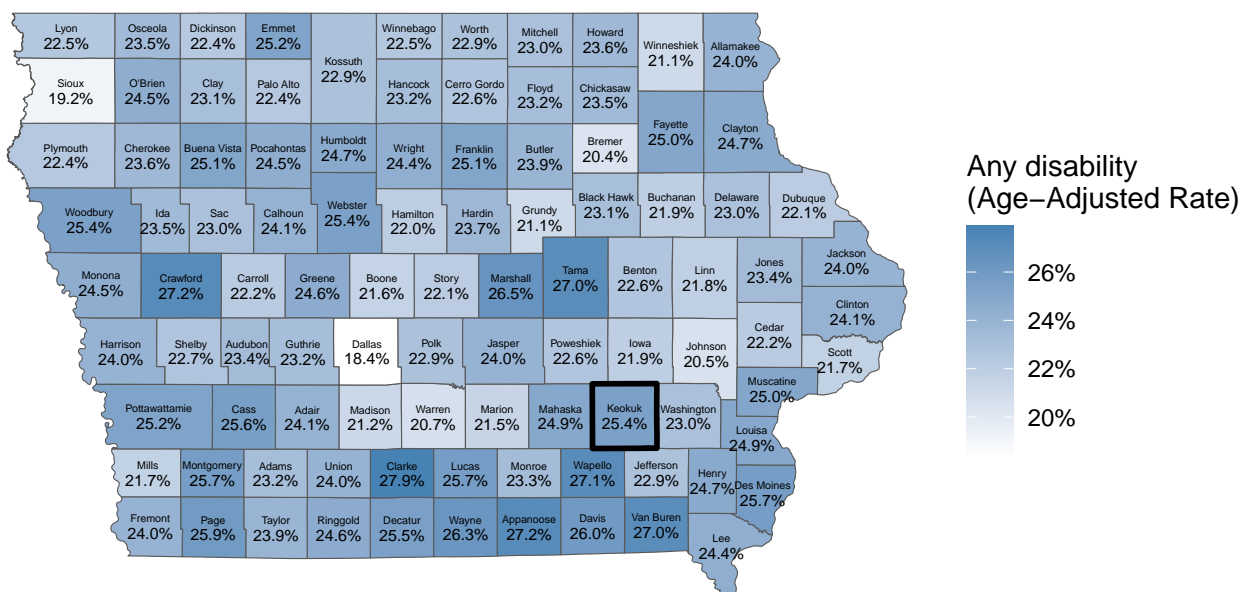 Lyon
22.5%
Osceola
23.5%
Dickinson
22.4%
Emmet
25.2%
Kossuth
22.9%
Winnebago
22.5%
Worth
22.9%
Mitchell
23.0%
Howard
23.6%
Winneshiek
21.1%
Allamakee
24.0%
Sioux
19.2%
O'Brien
24.5%
Clay
23.1%
Palo Alto
22.4%
Hancock
23.2%
Cerro Gordo
22.6%
Floyd
23.2%
Chickasaw
23.5%
Fayette
25.0%
Clayton
24.7%
Plymouth
22.4%
Cherokee
23.6%
Buena Vista
25.1%
Pocahontas
24.5%
Humboldt
24.7%
Wright
24.4%
Franklin
25.1%
Butler
23.9%
Bremer
20.4%
Woodbury
25.4%
Ida
23.5%
Sac
23.0%
Calhoun
24.1%
Webster
25.4%
Hamilton
22.0%
Hardin
23.7%
Grundy
21.1%
Black Hawk
23.1%
Buchanan
21.9%
Delaware
23.0%
Dubuque
22.1%
Monona
24.5%
Crawford
27.2%
Carroll
22.2%
Greene
24.6%
Boone
21.6%
Story
22.1%
Marshall
26.5%
Tama
27.0%
Benton
22.6%
Linn
21.8%
Jones
23.4%
Jackson
24.0%
Clinton
24.1%
Harrison
24.0%
Shelby
22.7%
Audubon
23.4%
Guthrie
23.2%
Dallas
18.4%
Polk
22.9%
Jasper
24.0%
Poweshiek
22.6%
Iowa
21.9%
Johnson
20.5%
Cedar
22.2%
Scott
21.7%
Muscatine
25.0%
Pottawattamie
25.2%
Cass
25.6%
Adair
24.1%
Madison
21.2%
Warren
20.7%
Marion
21.5%
Mahaska
24.9%
Keokuk
25.4%
Washington
23.0%
Louisa
24.9%
Mills
21.7%
Montgomery
25.7%
Adams
23.2%
Union
24.0%
Clarke
27.9%
Lucas
25.7%
Monroe
23.3%
Wapello
27.1%
Jefferson
22.9%
Henry
24.7%
Des Moines
25.7%
Fremont
24.0%
Page
25.9%
Taylor
23.9%
Ringgold
24.6%
Decatur
25.5%
Wayne
26.3%
Appanoose
27.2%
Davis
26.0%
Van Buren
27.0%
Lee
24.4%
Any disability
(Age−Adjusted Rate)
26%
24%
22%
20%